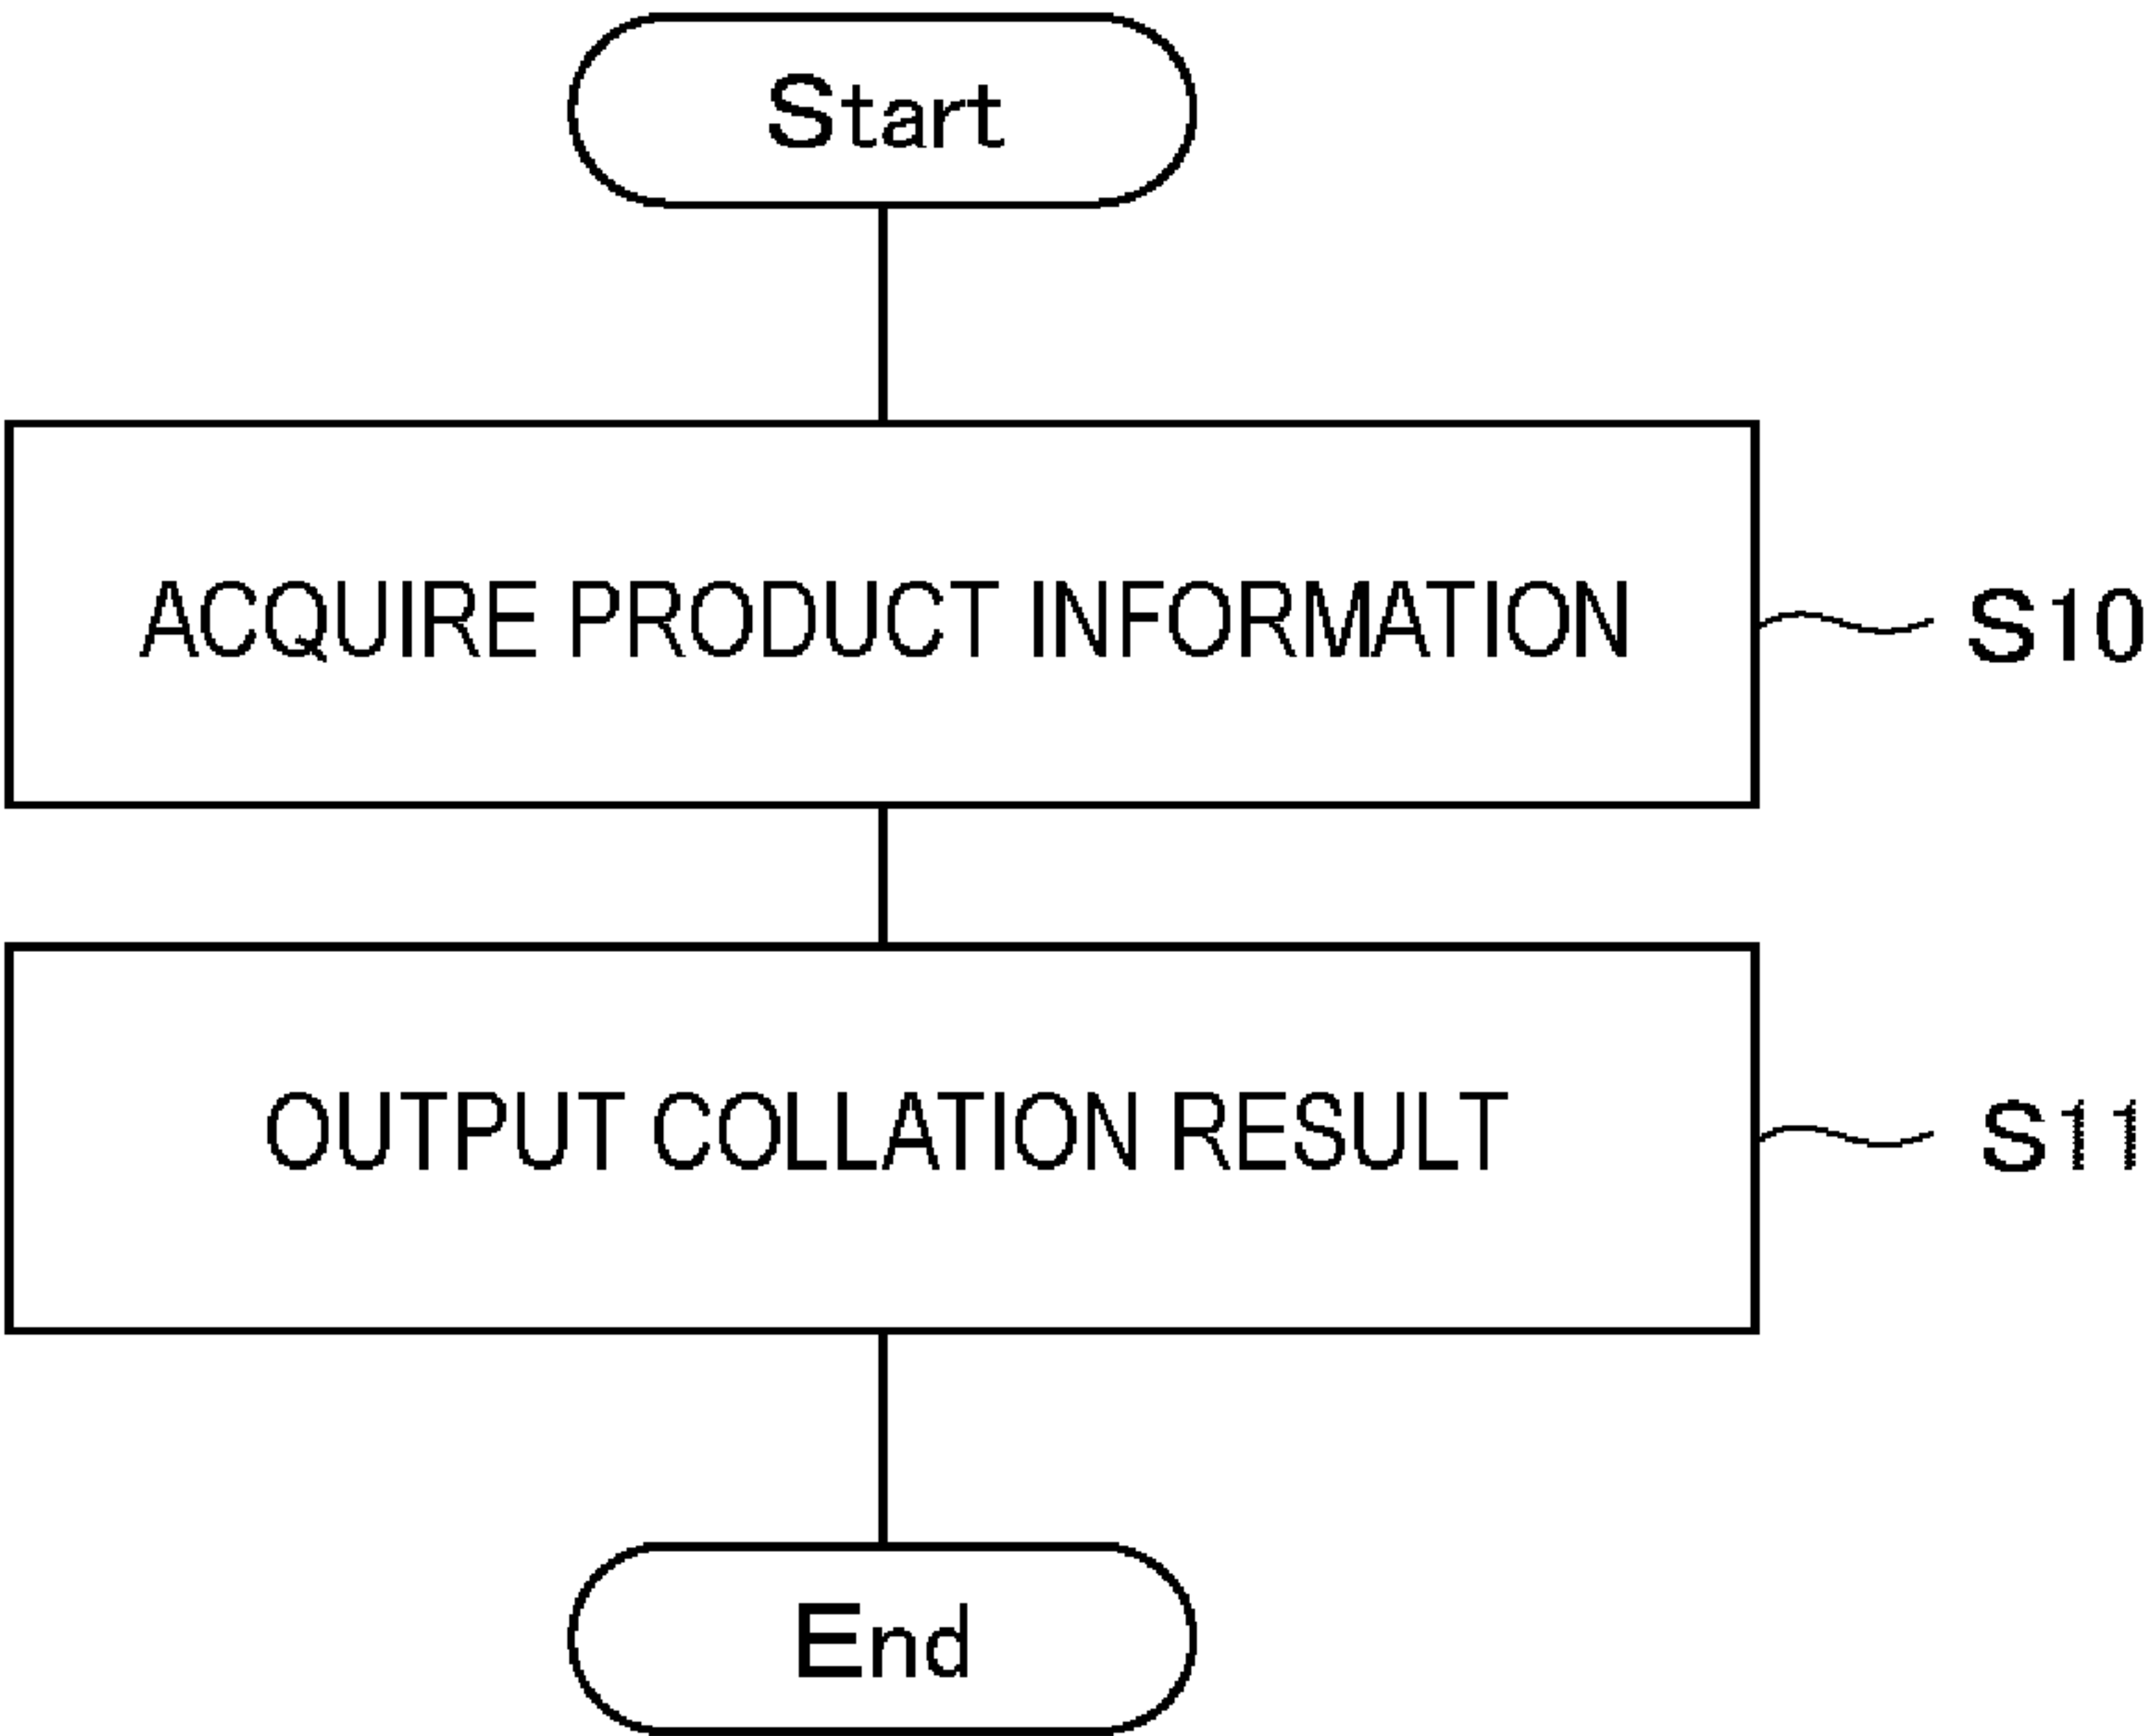 Start
ACQUIRE PRODUCT INFORMATION
S10
OUTPUT COLLATION RESULT
S11
End